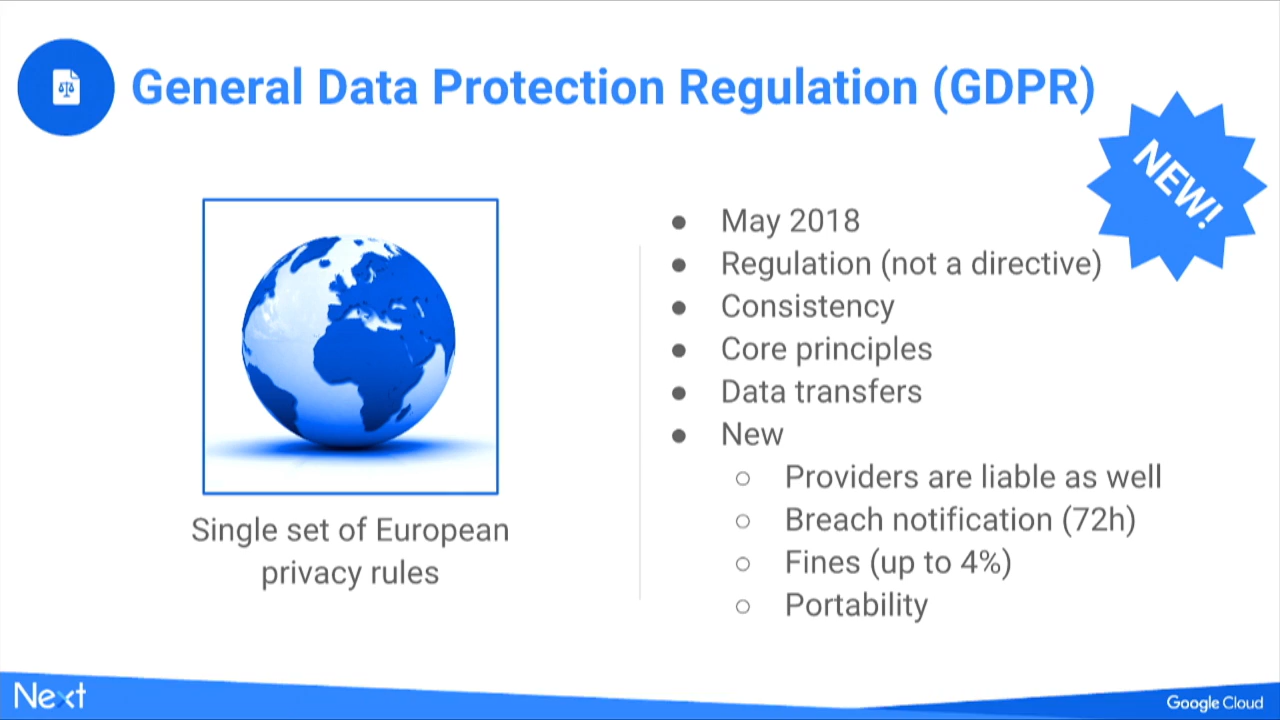 General Data Protection Regulation (GDPR)
NEW!
Single set of European
privacy rules
● May 2018
● Regulation (not a directive)
● Consistency
● Core principles
● Data transfers
● New
○ Providers are liable as well
○ Breach notification (72h)
○ Fines (up to 4%)
○ Portability
Next
Google Cloud